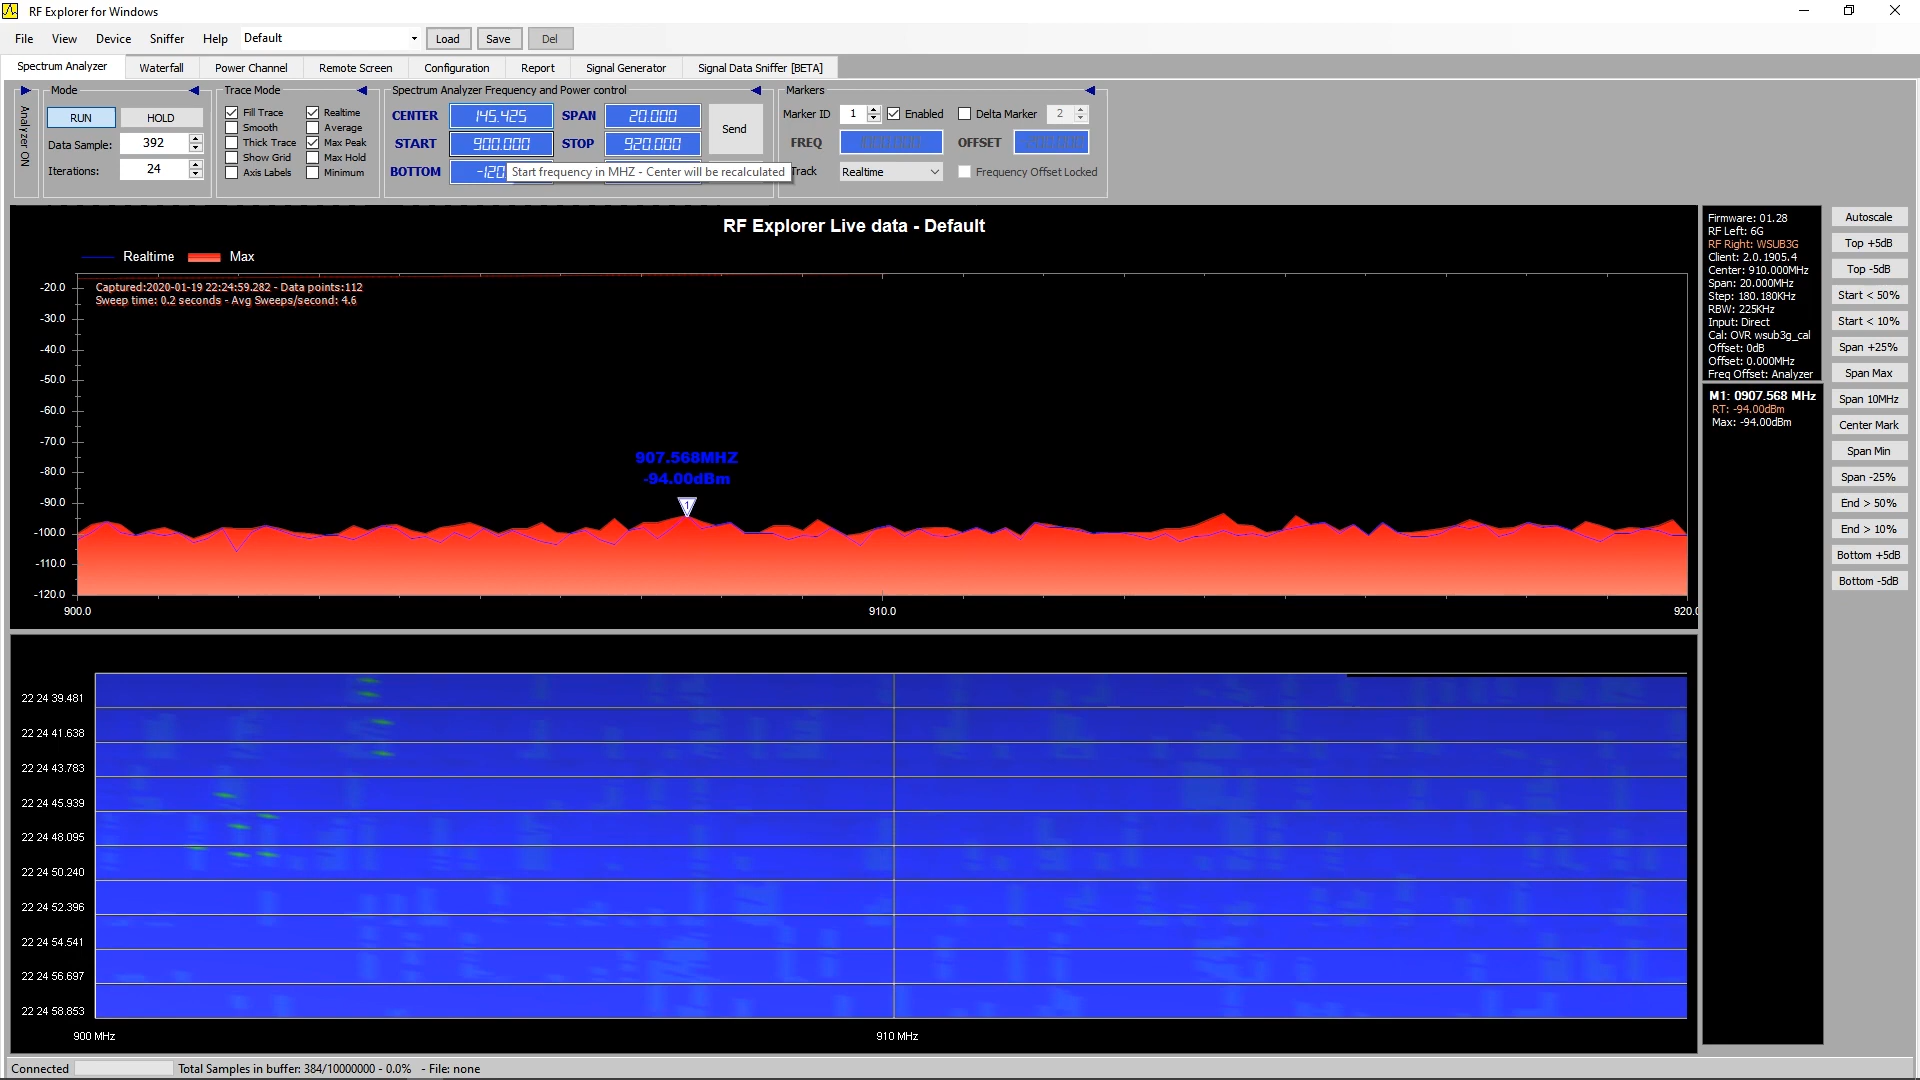 RF Explorer for Windows
File View Device Sniffer Help Default Load Save Del
Spectrum Analyzer Waterfall Power Channel Remote Screen Configuration Report Signal Generator Signal Data Sniffer [BETA]
Analyzer ON
Mode
RUN HOLD
Data Sample: 392
Iterations: 24
Trace Mode
Fill Trace Realtime
Smooth Average
Thick Trace Max Peak
Show Grid Max Hold
Axis Labels Minimum
Spectrum Analyzer Frequency and Power control
CENTER 145.425 SPAN 20.000
START 900.000 STOP 920.000
BOTTOM -120.
Send
Start frequency in MHZ - Center will be recalculated
Markers
Marker ID 1 Enabled Delta Marker 2
FREQ OFFSET
Track Realtime Frequency Offset Locked
RF Explorer Live data - Default
Realtime Max
Captured:2020-01-19 22:24:59.282 - Data points:112
Sweep time: 0.2 seconds - Avg Sweeps/second: 4.6
-20.0
-30.0
-40.0
-50.0
-60.0
-70.0
-80.0
-90.0
-100.0
-110.0
-120.0
907.568MHZ
-94.00dBm
1
900.0 910.0 920.0
Firmware: 01.28
RF Left: 6G
RF Right: WSUB3G
Client: 2.0.1905.4
Center: 910.000MHz
Span: 20.000MHz
Step: 180.180KHz
RBW: 225KHz
Input: Direct
Cal: OVR wsub3g_cal
Offset: 0dB
Offset: 0.000MHz
Freq Offset: Analyzer
M1: 0907.568 MHz
RT: -94.00dBm
Max: -94.00dBm
Autoscale
Top +5dB
Top -5dB
Start < 50%
Start < 10%
Span +25%
Span Max
Span 10MHz
Center Mark
Span Min
Span -25%
End > 50%
End > 10%
Bottom +5dB
Bottom -5dB
22 24 39.481
22 24 41.638
22 24 43.783
22 24 45.939
22 24 48.095
22 24 50.240
22 24 52.396
22 24 54.541
22 24 56.697
22 24 58.853
900 MHz 910 MHz
Connected Total Samples in buffer: 384/10000000 - 0.0% - File: none